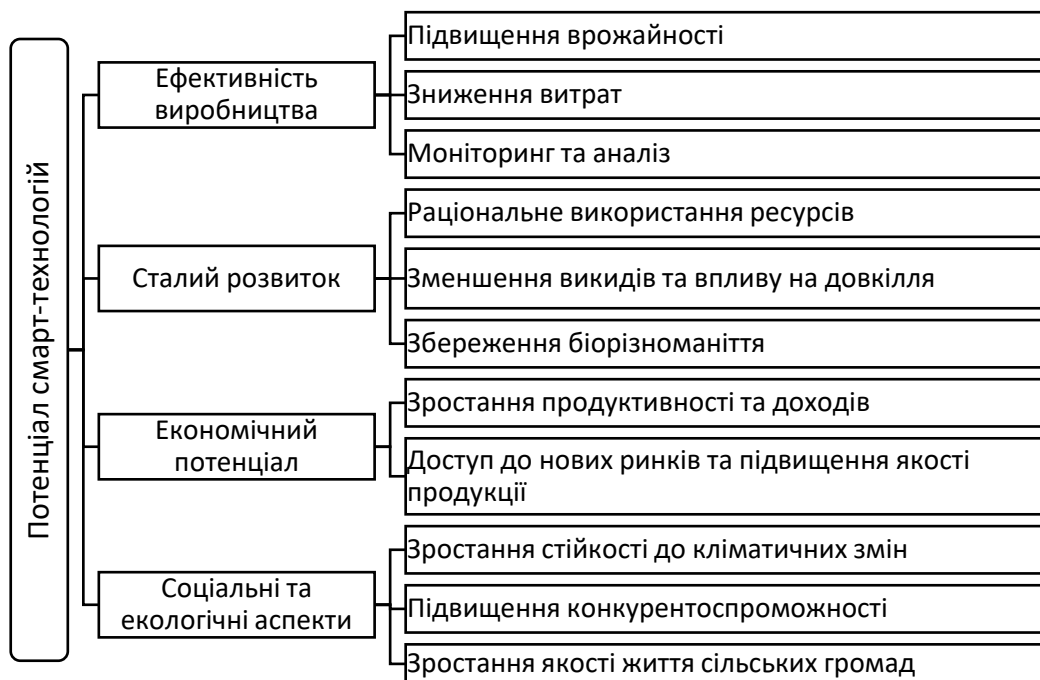 Потенціал смарт-технологій
Ефективність
виробництва
Підвищення врожайності
Зниження витрат
Моніторинг та аналіз
Сталий розвиток
Раціональне використання ресурсів
Зменшення викидів та впливу на довкілля
Збереження біорізноманіття
Економічний
потенціал
Зростання продуктивності та доходів
Доступ до нових ринків та підвищення якості
продукції
Соціальні та
екологічні аспекти
Зростання стійкості до кліматичних змін
Підвищення конкурентоспроможності
Зростання якості життя сільських громад